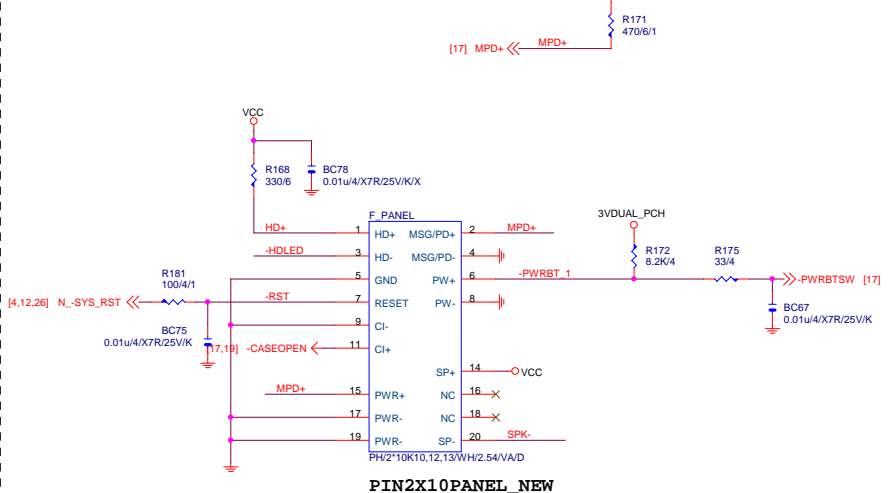 R171
470/6/1
[17] MPD+ MPD+
VCC
R168
330/6
BC78
0.01u/4/X7R/25V/K/X
F_PANEL
3VDUAL_PCH
HD+ 1 HD+ MSG/PD+ 2 MPD+
-HDLED 3 HD- MSG/PD- 4
R172
8.2K/4
R175
33/4
R181
100/4/1
5 GND PW+ 6 -PWRBT_1 -PWRBTSW [17]
[4,12,26] N_-SYS_RST -RST 7 RESET PW- 8
9 CI-
BC67
0.01u/4/X7R/25V/K
BC75
0.01u/4/X7R/25V/K
[17,19] -CASEOPEN 11 CI+
SP+ 14 VCC
MPD+ 15 PWR+ NC 16
17 PWR- NC 18
19 PWR- SP- 20 SPK-
PH/2*10K10,12,13/WH/2.54/VA/D
PIN2X10PANEL_NEW